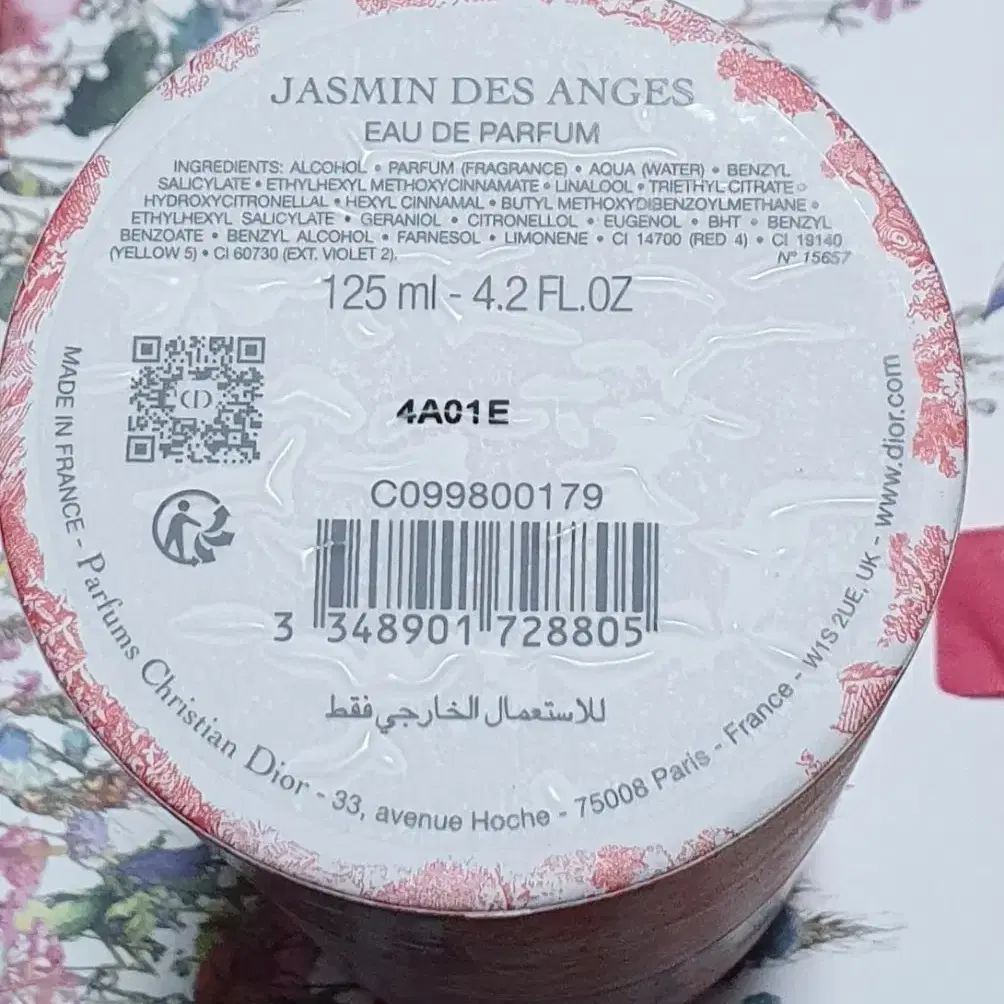 JASMIN DES ANGES
EAU DE PARFUM
INGREDIENTS: ALCOHOL • PARFUM (FRAGRANCE) • AQUA (WATER) • BENZYL
SALICYLATE • ETHYLHEXYL METHOXYCINNAMATE • LINALOOL • TRIETHYL CITRATE •
HYDROXYCITRONELLAL • HEXYL CINNAMAL • BUTYL METHOXYDIBENZOYLMETHANE •
ETHYLHEXYL SALICYLATE • GERANIOL • CITRONELLOL • EUGENOL • BHT • BENZYL
BENZOATE • BENZYL ALCOHOL • FARNESOL • LIMONENE • CI 14700 (RED 4) • CI 19140
(YELLOW 5) • CI 60730 (EXT. VIOLET 2).
N° 15657
125 ml - 4.2 FL.OZ
CD
4A01E
C099800179
3 348901 728805
للاستعمال الخارجي فقط
MADE IN FRANCE - Parfums Christian Dior - 33, avenue Hoche - 75008 Paris - France - W1S 2UE, UK - www.dior.com